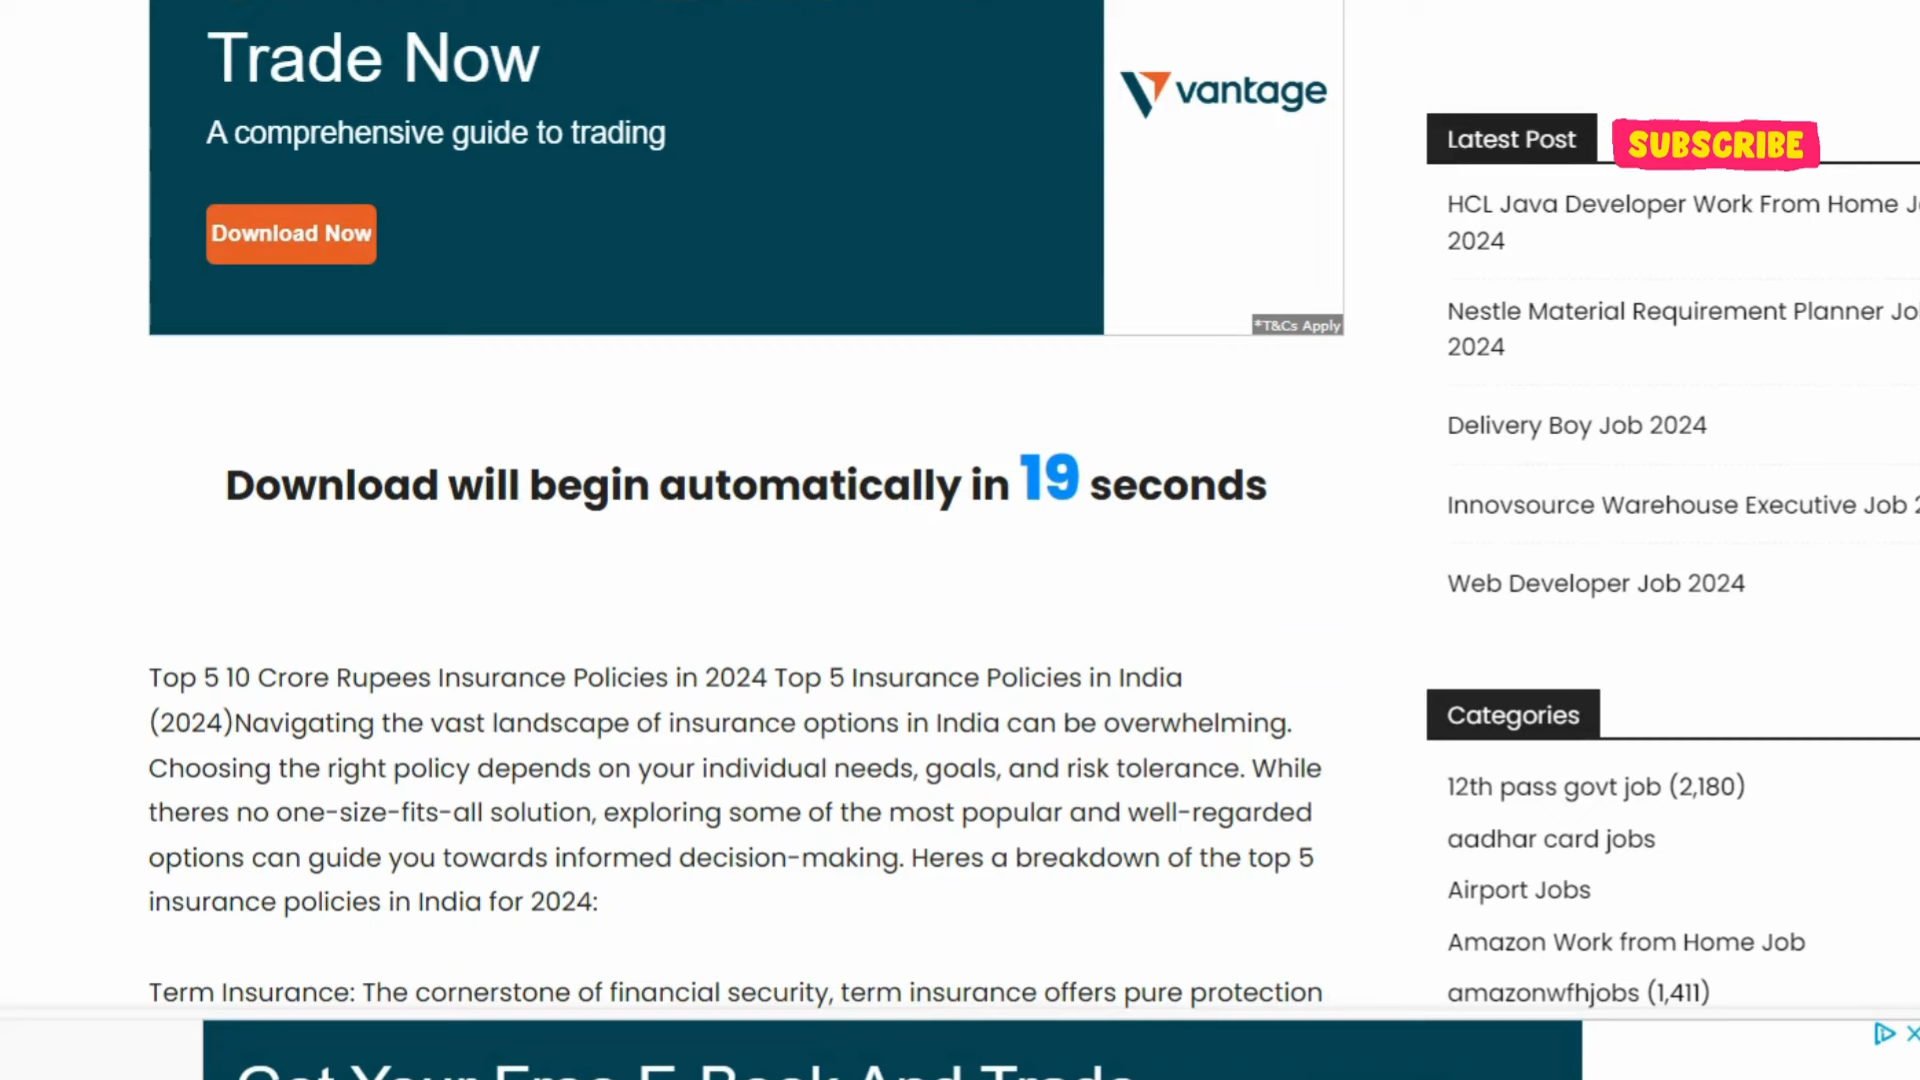 Trade Now
A comprehensive guide to trading
Download Now
vantage
*T&Cs Apply
Latest Post
SUBSCRIBE
HCL Java Developer Work From Home
2024
Nestle Material Requirement Planner
2024
Delivery Boy Job 2024
Innovsource Warehouse Executive Job
Web Developer Job 2024
Download will begin automatically in 19 seconds
Top 5 10 Crore Rupees Insurance Policies in 2024 Top 5 Insurance Policies in India
(2024)Navigating the vast landscape of insurance options in India can be overwhelming.
Choosing the right policy depends on your individual needs, goals, and risk tolerance. While
theres no one-size-fits-all solution, exploring some of the most popular and well-regarded
options can guide you towards informed decision-making. Heres a breakdown of the top 5
insurance policies in India for 2024:
Term Insurance: The cornerstone of financial security, term insurance offers pure protection
Categories
12th pass govt job (2,180)
aadhar card jobs
Airport Jobs
Amazon Work from Home Job
amazonwfhjobs (1,411)
Get Your Free E-Book And Trade